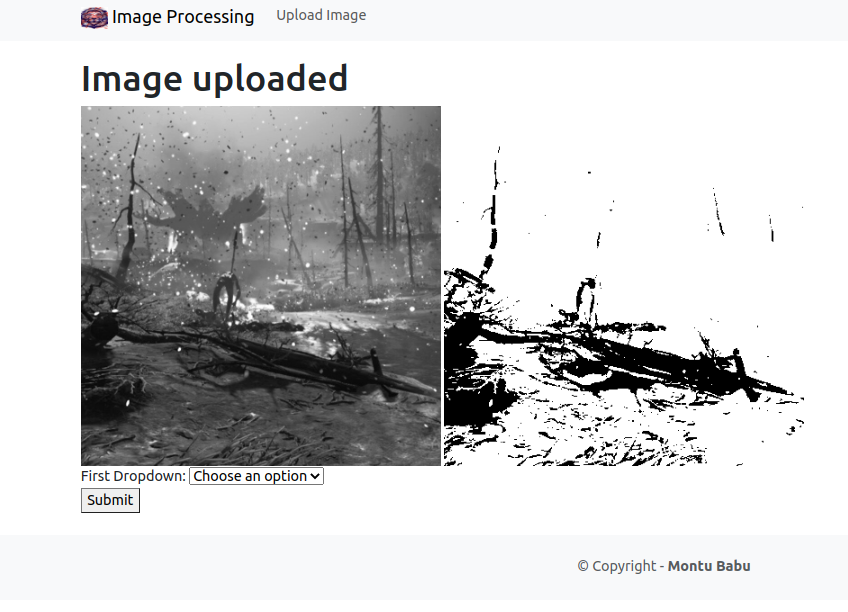 Image Processing Upload Image
Image uploaded
First Dropdown: Choose an option
Submit
© Copyright - Montu Babu